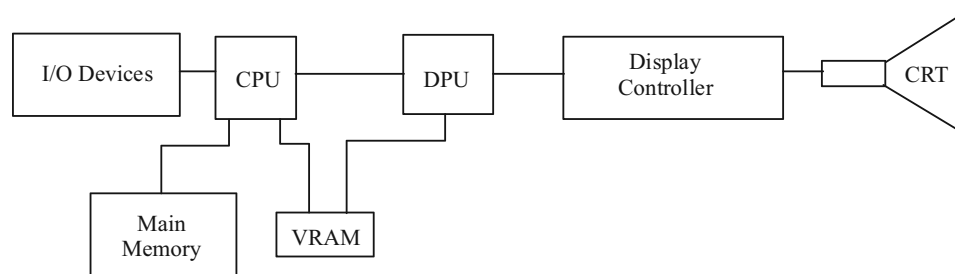 I/O Devices
CPU
DPU
Display
Controller
CRT
Main
Memory
VRAM